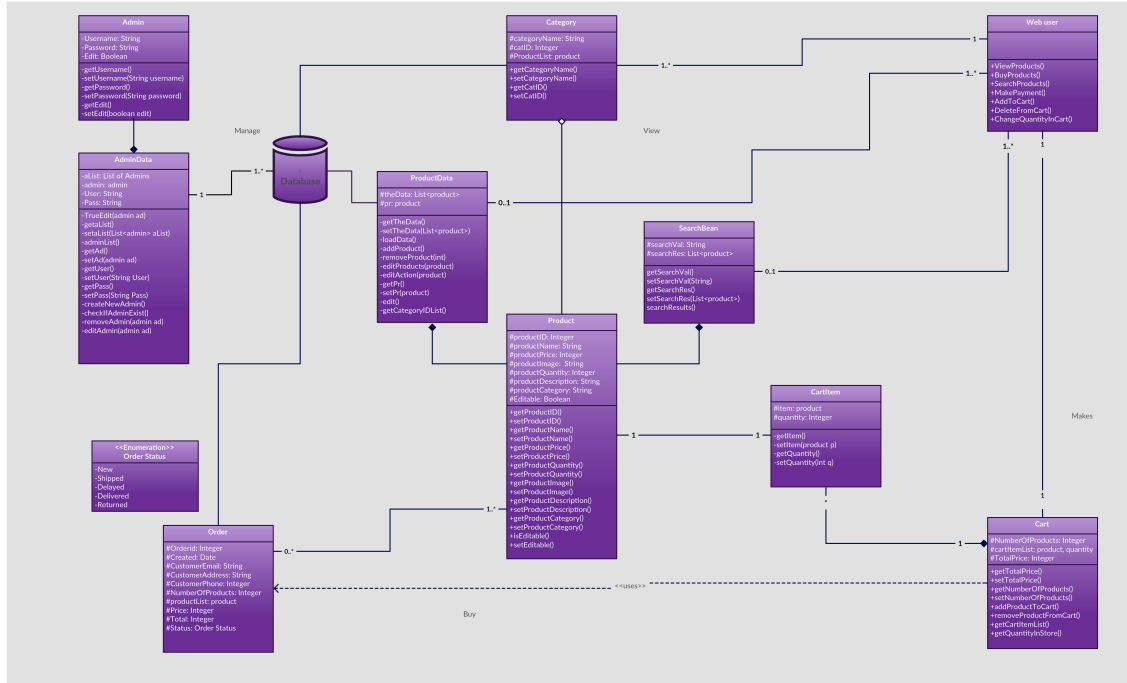 Admin
-Username: String
-Password: String
-Edit: Boolean
-getUsername()
-setUsername(String username)
-getPassword()
-setPassword(String password)
-getEdit()
-setEdit(boolean edit)
Category
#categoryName: String
#catID: Integer
#ProductList: product
+getCategoryName()
+setCategoryName()
+getCatID()
+setCatID()
Web user
+ViewProducts()
+BuyProducts()
+SearchProducts()
+MakePayment()
+AddToCart()
+DeleteFromCart()
+ChangeQuantityInCart()
1
1..*
1..*
Manage
View
1..*
1
AdminData
-aList: List of Admins
-admin: admin
-User: String
-Pass: String
-TrueEdit(admin ad)
-getaList()
-setaList(List<admin> aList)
-adminList()
-getAd()
-setAd(admin ad)
-getUser()
-setUser(String User)
-getPass()
-setPass(String Pass)
-createNewAdmin()
-checkIfAdminExist()
-removeAdmin(admin ad)
-editAdmin(admin ad)
1
1..*
Database
ProductData
#theData: List<product>
#pr: product
-getTheData()
-setTheData(List<product>)
-loadData()
-addProduct()
-removeProduct(int)
-editProducts(product)
-editAction(product)
-getPr()
-setPr(product)
-edit()
-getCategoryIDList()
0..1
SearchBean
#searchVal: String
#searchRes: List<product>
getSearchVal()
setSearchVal(String)
getSearchRes()
setSearchRes(List<product>)
searchResults()
0..1
Product
#productID: Integer
#productName: String
#productPrice: Integer
#productImage:  String
#productQuantity: Integer
#productDescription: String
#productCategory: String
#Editable: Boolean
+getProductID()
+setProductID()
+getProductName()
+setProductName()
+getProductPrice()
+setProductPrice()
+getProductQuantity()
+setProductQuantity()
+getProductImage()
+setProductImage()
+getProductDescription()
+setProductDescription()
+getProductCategory()
+setProductCategory()
+isEditable()
+setEditable()
1
1
CartItem
#item: product
#quantity: Integer
-getItem()
-setItem(product p)
-getQuantity()
-setQuantity(int q)
*
Makes
<<Enumeration>>
Order Status
-New
-Shipped
-Delayed
-Delivered
-Returned
1..*
0..*
1
1
Order
#Orderid: Integer
#Created: Date
#CustomerEmail: String
#CustomerAddress: String
#CustomerPhone: Integer
#NumberOfProducts: Integer
#productList: product
#Price: Integer
#Total: Integer
#Status: Order Status
<<uses>>
Buy
Cart
#NumberOfProducts: Integer
#cartItemList: product, quantity
#TotalPrice: Integer
+getTotalPrice()
+setTotalPrice()
+getNumberOfProducts()
+setNumberOfProducts()
+addProductToCart()
+removeProductFromCart()
+getCartItemList()
+getQuantityInStore()